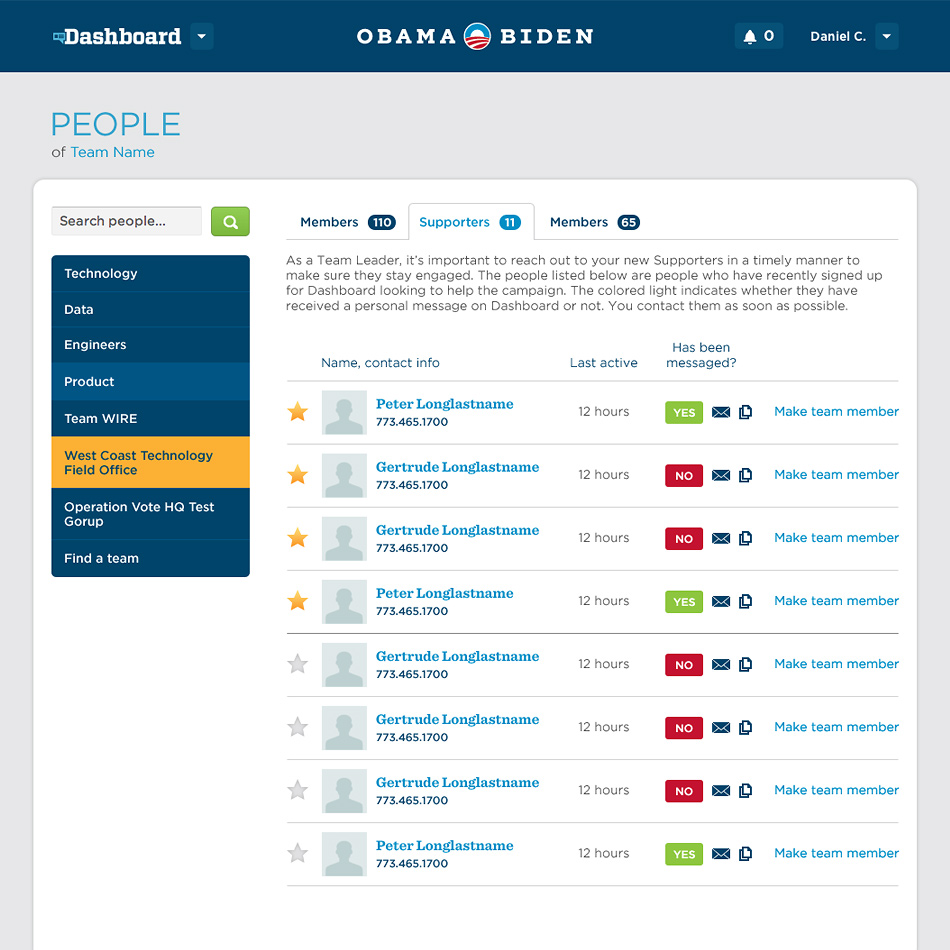 Dashboard
OBAMA BIDEN
0
Daniel C.
PEOPLE
of Team Name
Search people...
Technology
Data
Engineers
Product
Team WIRE
West Coast Technology
Field Office
Operation Vote HQ Test
Gorup
Find a team
Members 110
Supporters 11
Members 65
As a Team Leader, it's important to reach out to your new Supporters in a timely manner to
make sure they stay engaged. The people listed below are people who have recently signed up
for Dashboard looking to help the campaign. The colored light indicates whether they have
received a personal message on Dashboard or not. You contact them as soon as possible.
Name, contact info
Last active
Has been
messaged?
Peter Longlastname
773.465.1700
12 hours
YES
Make team member
Gertrude Longlastname
773.465.1700
12 hours
NO
Make team member
Gertrude Longlastname
773.465.1700
12 hours
NO
Make team member
Peter Longlastname
773.465.1700
12 hours
YES
Make team member
Gertrude Longlastname
773.465.1700
12 hours
NO
Make team member
Gertrude Longlastname
773.465.1700
12 hours
NO
Make team member
Gertrude Longlastname
773.465.1700
12 hours
NO
Make team member
Peter Longlastname
773.465.1700
12 hours
YES
Make team member